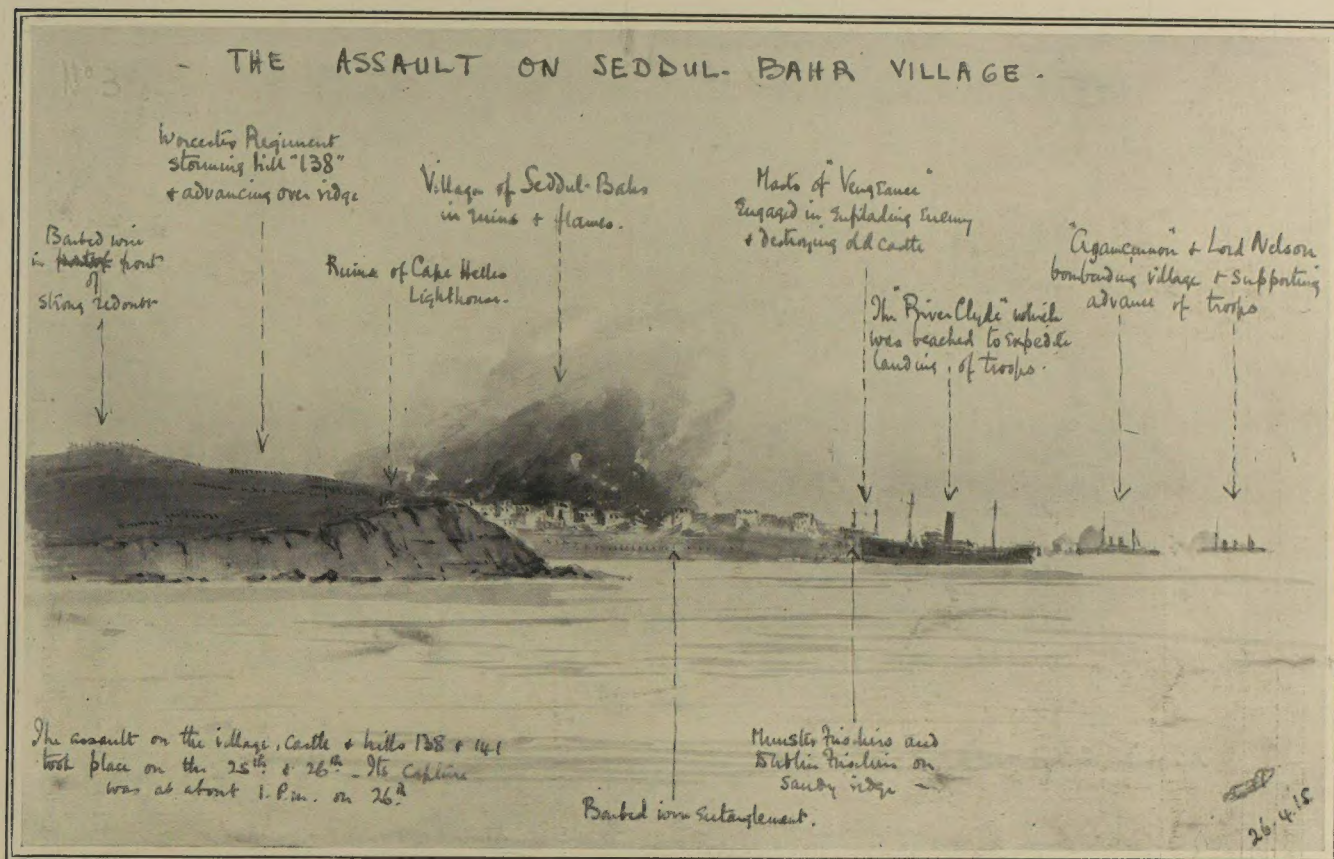 No 3
- THE ASSAULT ON SEDDUL-BAHR VILLAGE.
Worcester Regiment
storming hill "138"
& advancing over ridge
Barbed wire
in front
of
strong redoubt
Ruins of Cape Helles
Lighthouse.
Village of Seddul-Bahr
in ruins & flames.
Masts of "Vengeance"
Engaged in Enfilading Enemy
& destroying old castle
The "River Clyde" which
was beached to expedite
landing of troops.
"Agamemnon" & Lord Nelson
bombarding village & supporting
advance of troops
The assault on the village, castle & hills 138 & 141
took place on the 25th & 26th. Its capture
was at about 1. P.m. on 26th
Barbed wire entanglement.
Munster Fusiliers and
Dublin Fusiliers on
sandy ridge -
26.4.15